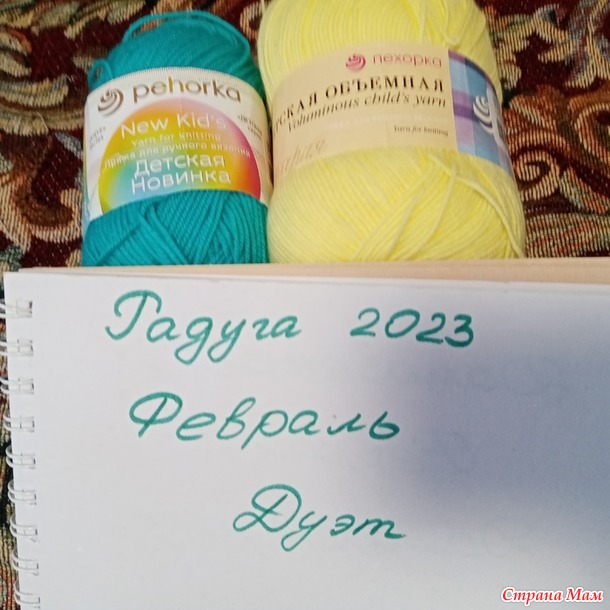 pehorka
New Kid's
Yarn for knitting
Пряжа для ручного вязания
Детская
Новинка
пехорка
СКАЯ ОБЪЕМНАЯ
Voluminous child's yarn
Yarn for knitting
Радуга 2023
Февраль
Дуэт
Страна Мам